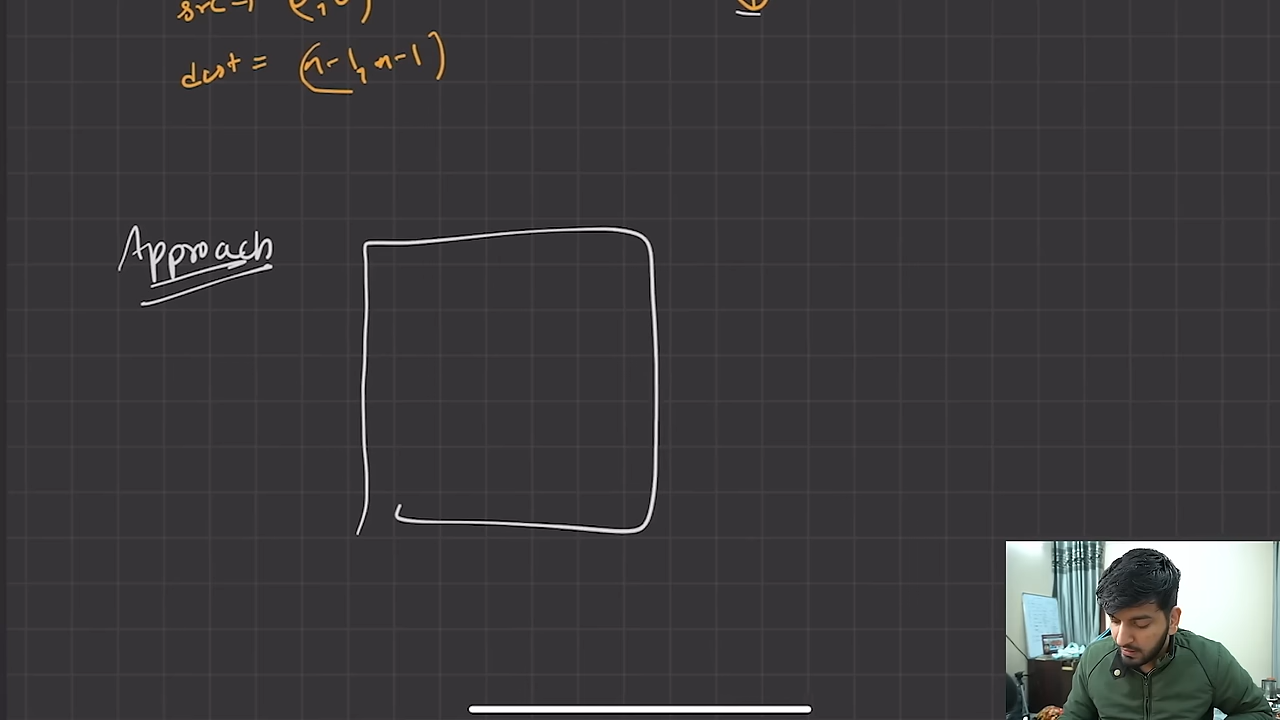 dest = (n-1, n-1)
Approach